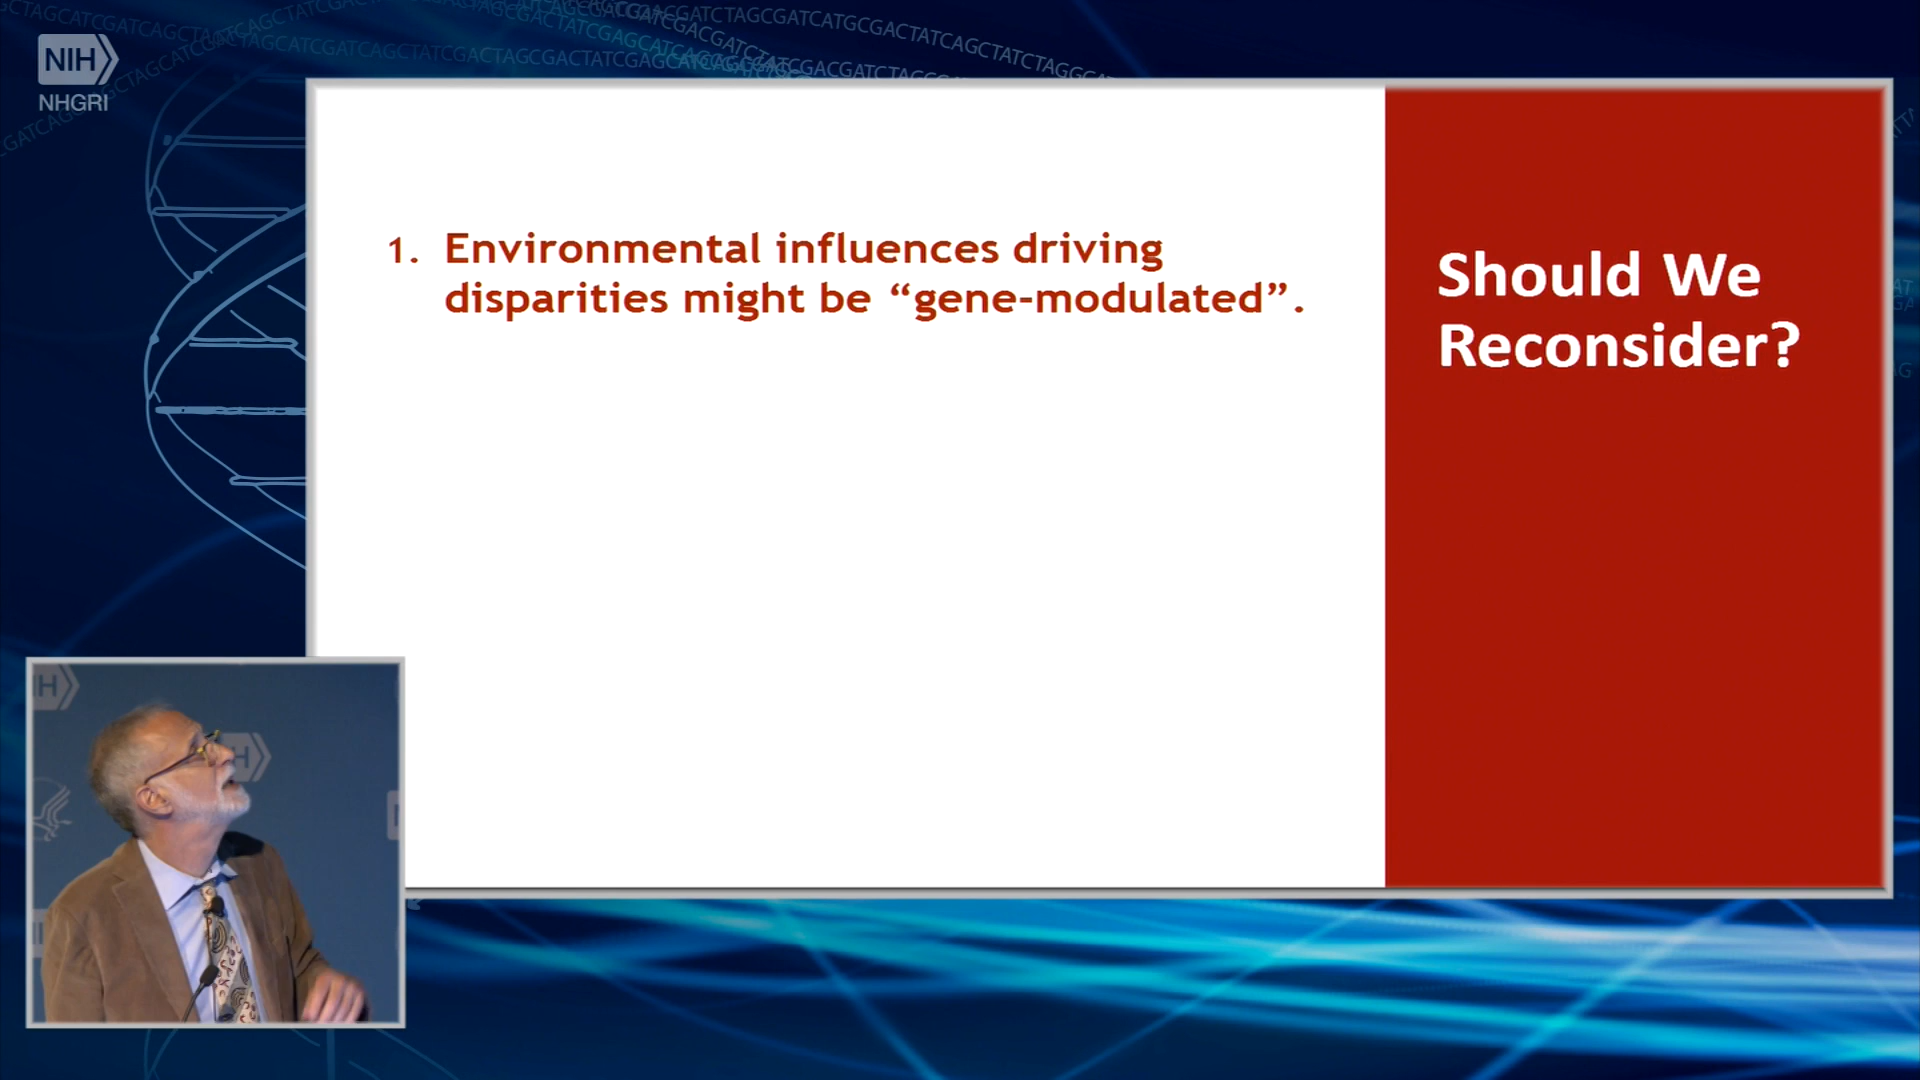 NIH
NHGRI
1. Environmental influences driving
disparities might be “gene-modulated”.
Should We
Reconsider?